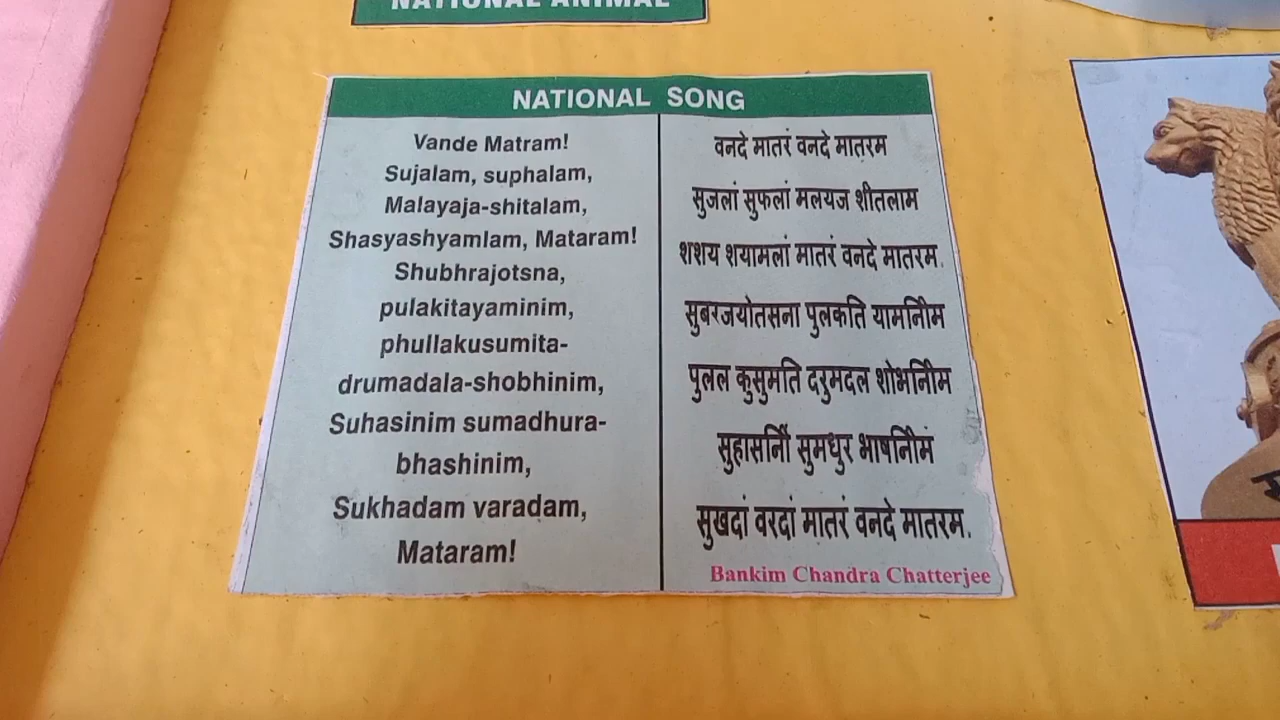 NATIONAL ANIMAL
NATIONAL SONG
Vande Matram!
Sujalam, suphalam,
Malayaja-shitalam,
Shasyashyamlam, Mataram!
Shubhrajotsna,
pulakitayaminim,
phullakusumita-
drumadala-shobhinim,
Suhasinim sumadhura-
bhashinim,
Sukhadam varadam,
Mataram!
वनदे मातरं वनदे मातरम
सुजलां सुफलां मलयज शीतलाम
शशय शयामलां मातरं वनदे मातरम.
सुबरजयोतसना पुलकति यामनिीम
पुलल कुसुमति दरुमदल शोभनिीम
सुहासनिीं सुमधुर भाषनिीमं
सुखदां वरदां मातरं वनदे मातरम.
Bankim Chandra Chatterjee